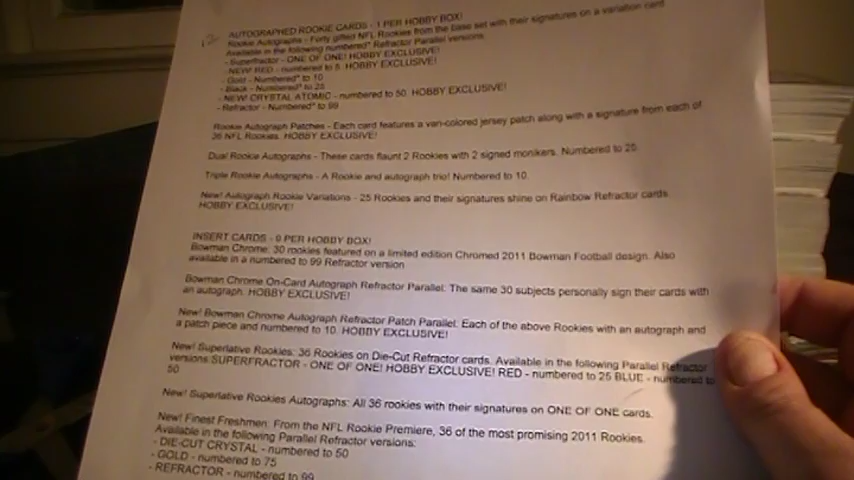 AUTOGRAPHED ROOKIE CARDS - 1 PER HOBBY BOX!
Rookie Autographs - Forty gifted NFL Rookies from the base set with their signatures on a variation card
Available in the following numbered* Refractor Parallel versions
- Superfractor - ONE OF ONE! HOBBY EXCLUSIVE!
- NEW! RED - numbered to 5. HOBBY EXCLUSIVE!
- Gold - Numbered* to 10
- Black - Numbered* to 25
- NEW! CRYSTAL ATOMIC - numbered to 50. HOBBY EXCLUSIVE!
- Refractor - Numbered* to 99
Rookie Autograph Patches - Each card features a vari-colored jersey patch along with a signature from each of
36 NFL Rookies. HOBBY EXCLUSIVE!
Dual Rookie Autographs - These cards flaunt 2 Rookies with 2 signed monikers. Numbered to 25.
Triple Rookie Autographs - A Rookie and autograph trio! Numbered to 10.
New! Autograph Rookie Variations - 25 Rookies and their signatures shine on Rainbow Refractor cards.
HOBBY EXCLUSIVE!
INSERT CARDS - 9 PER HOBBY BOX!
Bowman Chrome: 30 rookies featured on a limited edition Chromed 2011 Bowman Football design. Also
available in a numbered to 99 Refractor version
Bowman Chrome On-Card Autograph Refractor Parallel: The same 30 subjects personally sign their cards with
an autograph. HOBBY EXCLUSIVE!
New! Bowman Chrome Autograph Refractor Patch Parallel: Each of the above Rookies with an autograph and
a patch piece and numbered to 10. HOBBY EXCLUSIVE!
New! Superlative Rookies: 36 Rookies on Die-Cut Refractor cards. Available in the following Parallel Refractor
versions:SUPERFRACTOR - ONE OF ONE! HOBBY EXCLUSIVE! RED - numbered to 25 BLUE - numbered to
50
New! Superlative Rookies Autographs: All 36 rookies with their signatures on ONE OF ONE cards.
New! Finest Freshmen: From the NFL Rookie Premiere, 36 of the most promising 2011 Rookies.
Available in the following Parallel Refractor versions:
- DIE-CUT CRYSTAL - numbered to 50
- GOLD - numbered to 75
- REFRACTOR - numbered to 99